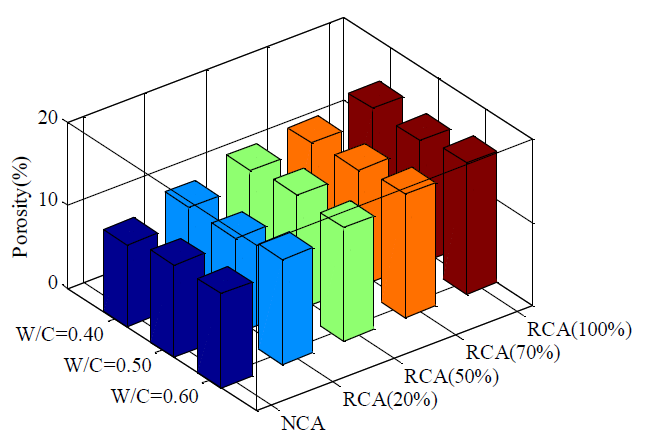 20
10
0
Porosity(%)
W/C=0.40
W/C=0.50
W/C=0.60
NCA
RCA(20%)
RCA(50%)
RCA(70%)
RCA(100%)